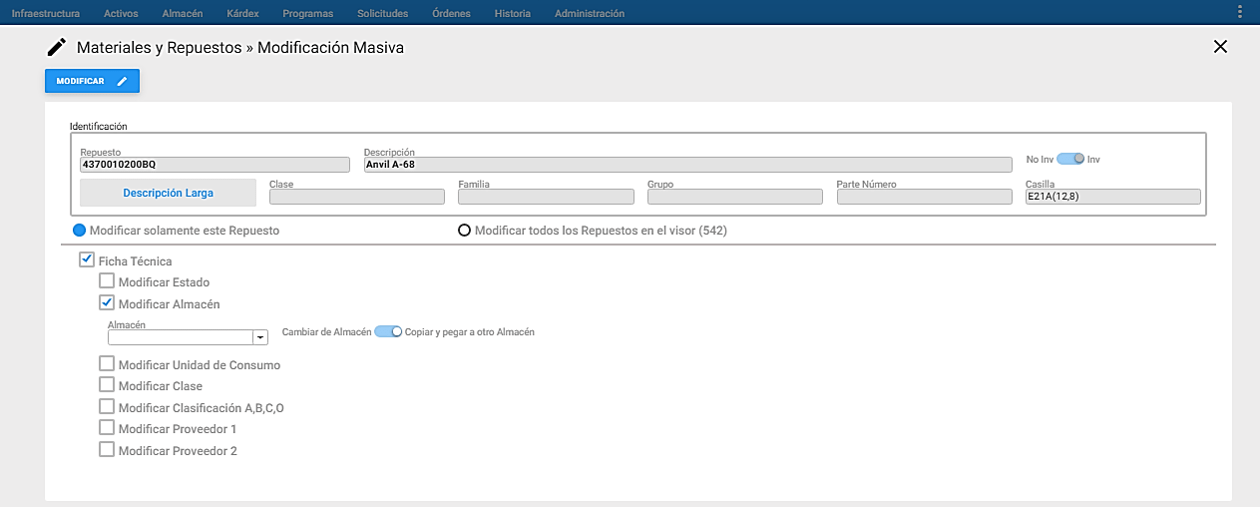 Infraestructura Activos Almacén Kárdex Programas Solicitudes Órdenes Historia Administración
Materiales y Repuestos » Modificación Masiva
MODIFICAR
Identificación
Repuesto Descripción
4370010200BQ Anvil A-68 No Inv Inv
Descripción Larga Clase Familia Grupo Parte Número Casilla
E21A(12,8)
Modificar solamente este Repuesto Modificar todos los Repuestos en el visor (542)
Ficha Técnica
Modificar Estado
Modificar Almacén
Almacén Cambiar de Almacén Copiar y pegar a otro Almacén
Modificar Unidad de Consumo
Modificar Clase
Modificar Clasificación A,B,C,O
Modificar Proveedor 1
Modificar Proveedor 2